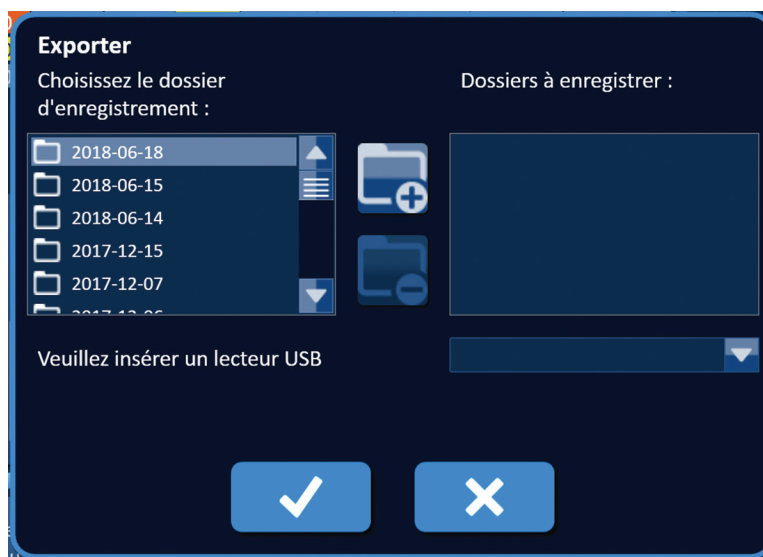 Exporter
Choisissez le dossier
d'enregistrement :
Dossiers à enregistrer :
2018-06-18
2018-06-15
2018-06-14
2017-12-15
2017-12-07
Veuillez insérer un lecteur USB